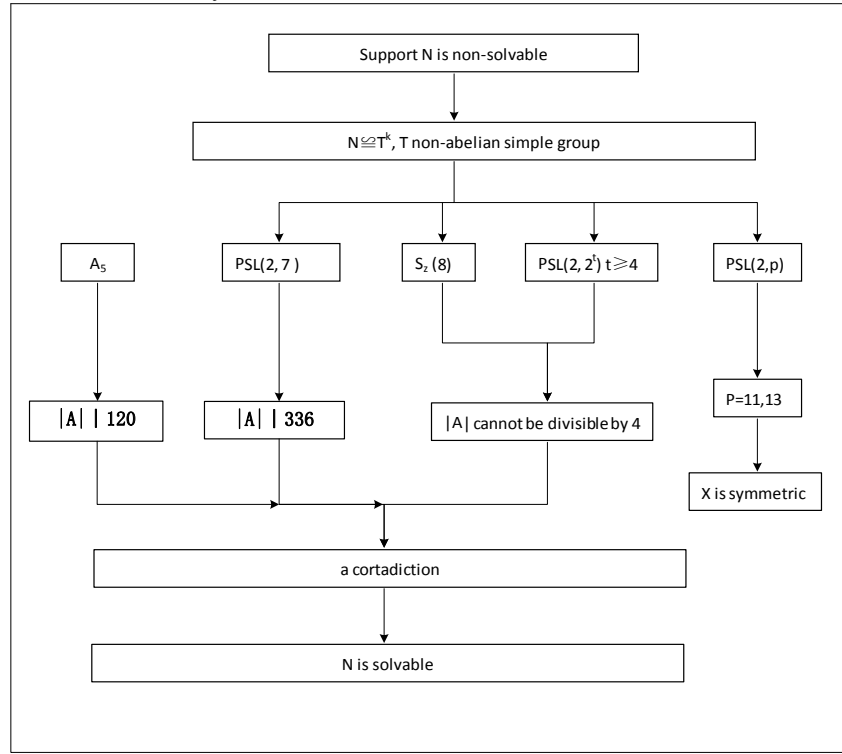 Support N is non-solvable
N≌T^k, T non-abelian simple group
A₅
PSL(2, 7 )
S_z (8)
PSL(2, 2^t) t≥4
PSL(2,p)
|A| | 120
|A| | 336
|A| cannot be divisible by 4
P=11,13
X is symmetric
a cortadiction
N is solvable